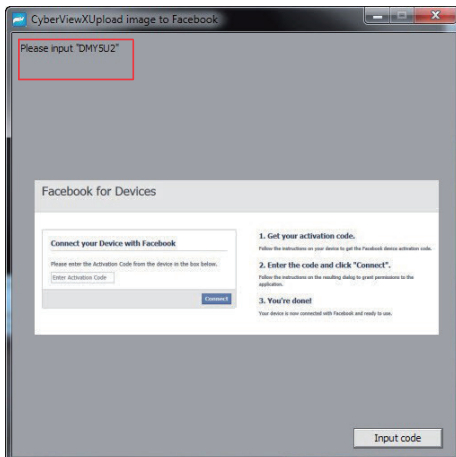 CyberViewXUpload image to Facebook
Please input "DMY5U2"
Facebook for Devices
Connect your Device with Facebook
Please enter the Activation Code from the device in the box below.
Enter Activation Code
Connect
1. Get your activation code.
Follow the instructions on your device to get the Facebook device activation code.
2. Enter the code and click "Connect".
Follow the instructions on the resulting dialog to grant permissions to the
application.
3. You're done!
Your device is now connected with Facebook and ready to use.
Input code